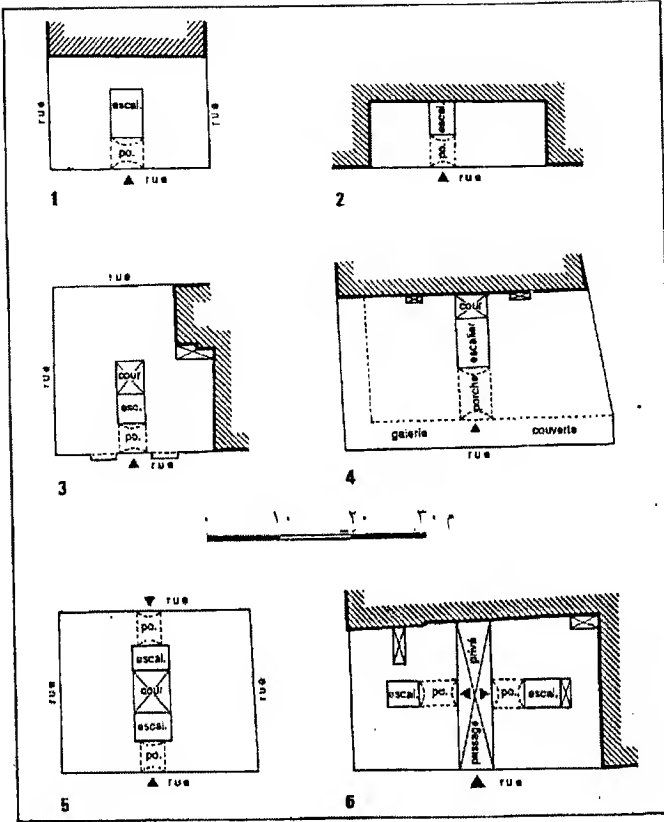 rue
escal.
rue
po.
rue
1
escal.
po.
rue
2
rue
rue
cour
esc.
po.
rue
3
cour
escalier
porche
galerie couverte
rue
4
٠ ١٠ ٢٠ ٣٠ م
rue
po.
escal.
rue
cour
rue
escal.
po.
rue
5
privé
escal.
po.
po.
escal.
passage
rue
6